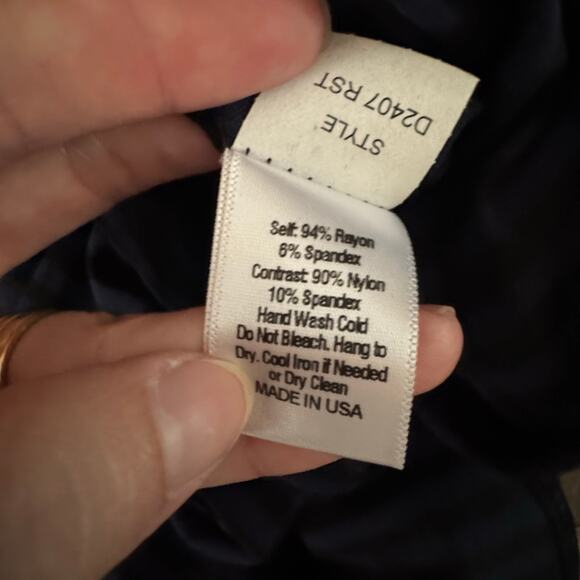 STYLE
D2407 RST
Self: 94% Rayon
6% Spandex
Contrast: 90% Nylon
10% Spandex
Hand Wash Cold
Do Not Bleach. Hang to
Dry. Cool Iron if Needed
or Dry Clean
MADE IN USA